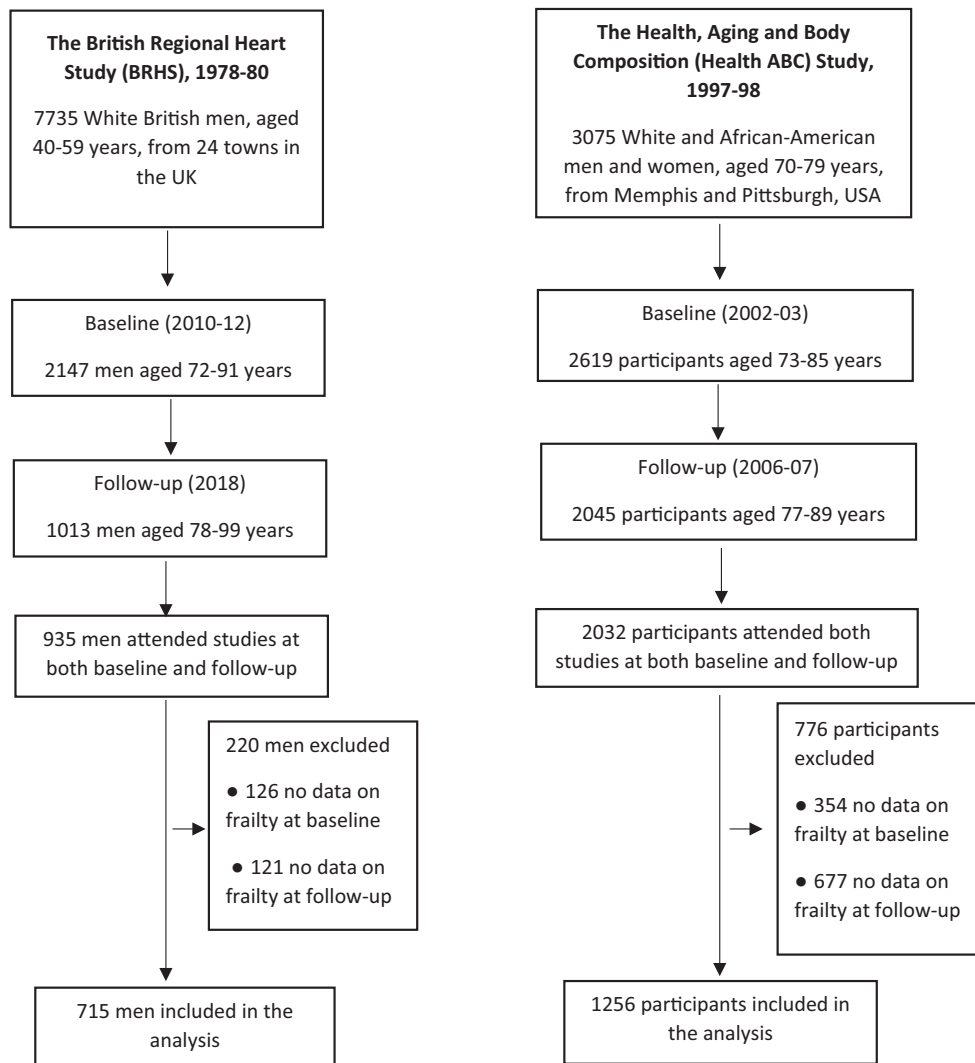 The British Regional Heart
Study (BRHS), 1978-80
7735 White British men, aged
40-59 years, from 24 towns in
the UK
Baseline (2010-12)
2147 men aged 72-91 years
Follow-up (2018)
1013 men aged 78-99 years
935 men attended studies at
both baseline and follow-up
220 men excluded
● 126 no data on
frailty at baseline
● 121 no data on
frailty at follow-up
715 men included in the
analysis
The Health, Aging and Body
Composition (Health ABC) Study,
1997-98
3075 White and African-American
men and women, aged 70-79 years,
from Memphis and Pittsburgh, USA
Baseline (2002-03)
2619 participants aged 73-85 years
Follow-up (2006-07)
2045 participants aged 77-89 years
2032 participants attended both
studies at both baseline and follow-up
776 participants
excluded
● 354 no data on
frailty at baseline
● 677 no data on
frailty at follow-up
1256 participants included in
the analysis